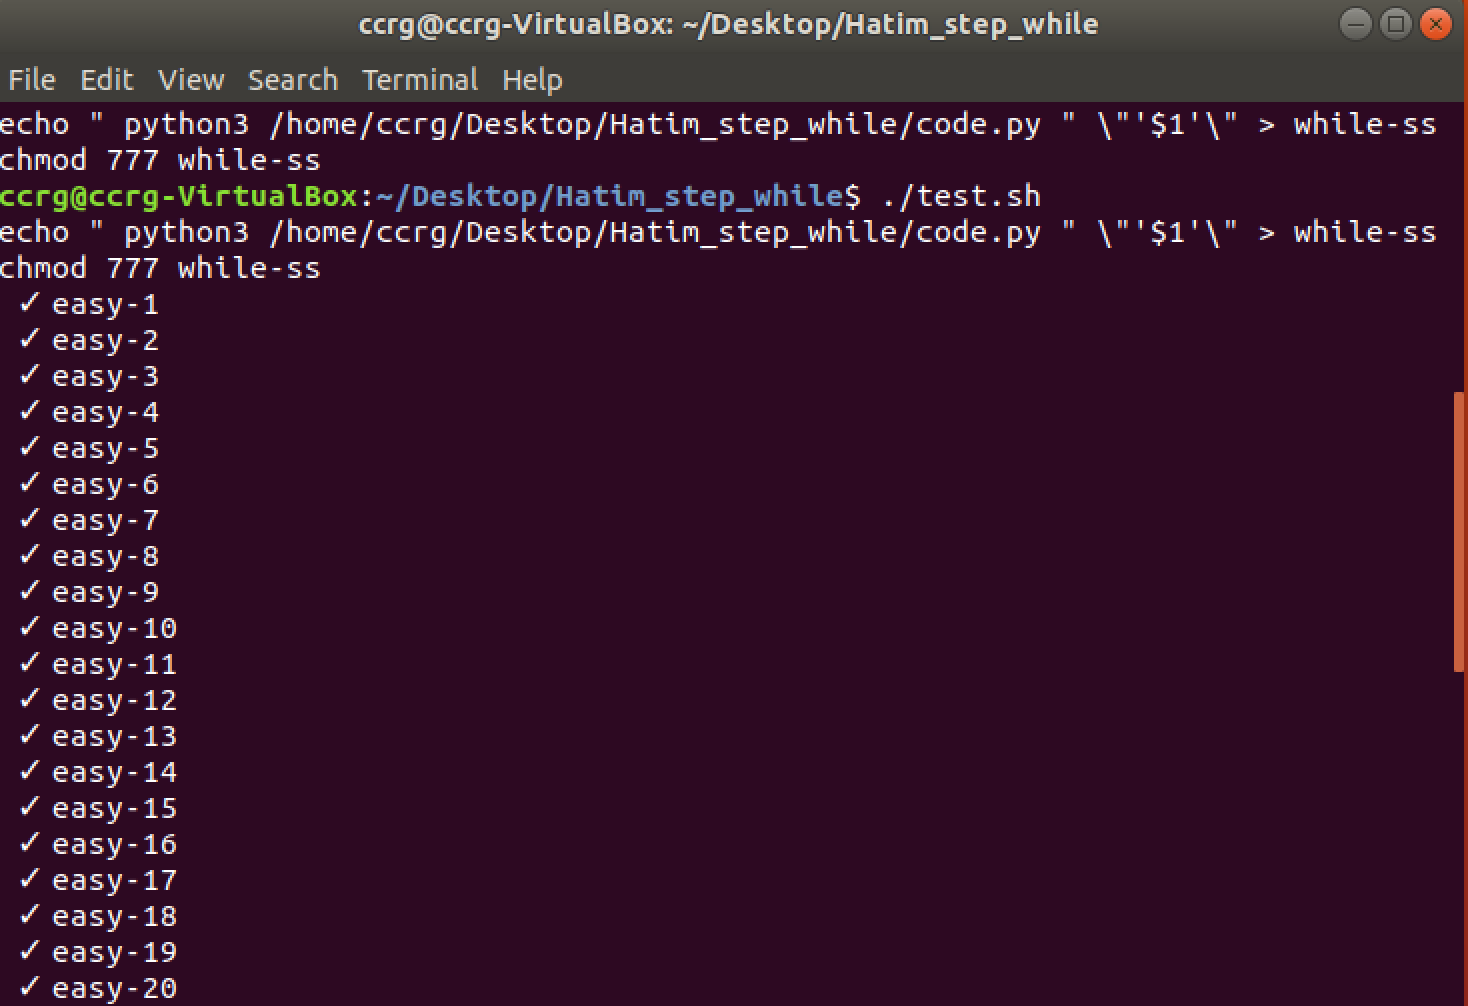 ccrg@ccrg-VirtualBox: ~/Desktop/Hatim_step_while
File Edit View Search Terminal Help
echo " python3 /home/ccrg/Desktop/Hatim_step_while/code.py " \"'$1'\" > while-ss
chmod 777 while-ss
ccrg@ccrg-VirtualBox:~/Desktop/Hatim_step_while$ ./test.sh
echo " python3 /home/ccrg/Desktop/Hatim_step_while/code.py " \"'$1'\" > while-ss
chmod 777 while-ss
✓ easy-1
✓ easy-2
✓ easy-3
✓ easy-4
✓ easy-5
✓ easy-6
✓ easy-7
✓ easy-8
✓ easy-9
✓ easy-10
✓ easy-11
✓ easy-12
✓ easy-13
✓ easy-14
✓ easy-15
✓ easy-16
✓ easy-17
✓ easy-18
✓ easy-19
✓ easy-20